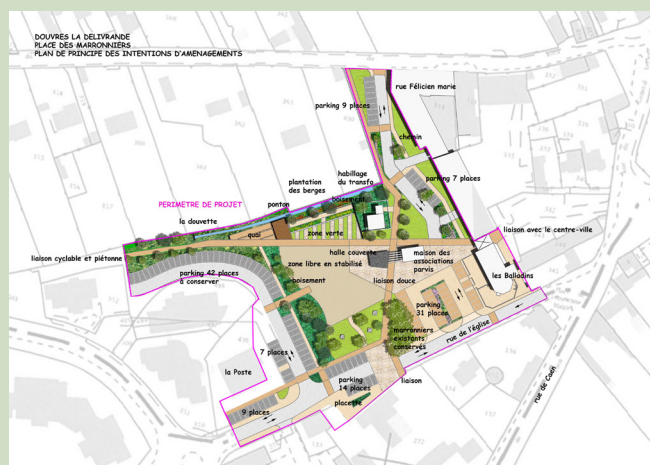 DOUVRES LA DELIVRANDE
PLACE DES MARRONNIERS
PLAN DE PRINCIPE DES INTENTIONS D'AMENAGEMENTS
rue Félicien marie
parking 9 places
chemin
habillage
du transfo
plantation
des berges
parking 7 places
boisement
PERIMETRE DE PROJET
ponton
la douvette
quai
zone verte
liaison avec le centre-ville
liaison cyclable et piétonne
halle couverte
maison des
associations
parvis
zone libre en stabilisé
parking 42 places
à conserver
boisement
liaison douce
les Balladins
parking
31 places
marronniers
existants
conservés
rue de l'église
7 places
la Poste
parking
14 places
liaison
rue de Caen
placette
9 places